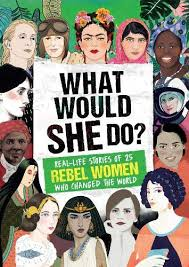 WHAT
WOULD
SHE DO?
REAL-LIFE STORIES OF 25
REBEL WOMEN
WHO CHANGED THE WORLD